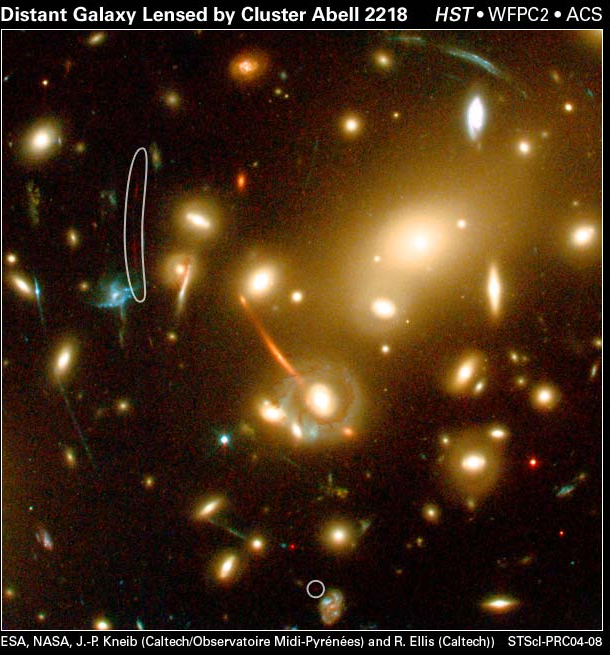 Distant Galaxy Lensed by Cluster Abell 2218 HST • WFPC2 • ACS
ESA, NASA, J.-P. Kneib (Caltech/Observatoire Midi-Pyrénées) and R. Ellis (Caltech)) STScI-PRC04-08